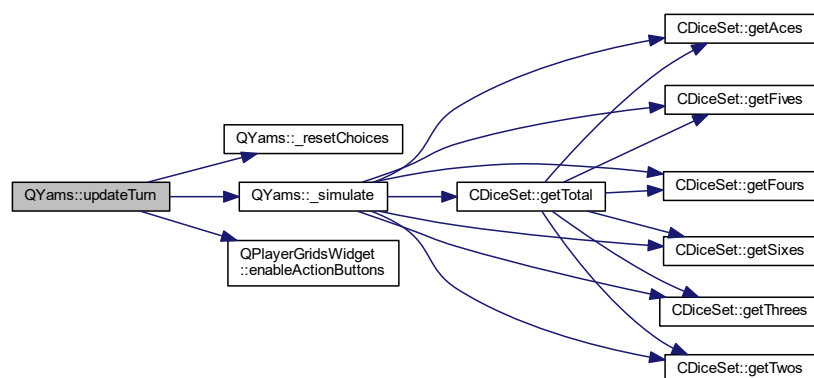 CDiceSet::getAces
CDiceSet::getFives
QYams::_resetChoices
CDiceSet::getFours
QYams::updateTurn
QYams::_simulate
CDiceSet::getTotal
CDiceSet::getSixes
QPlayerGridsWidget
::enableActionButtons
CDiceSet::getThrees
CDiceSet::getTwos